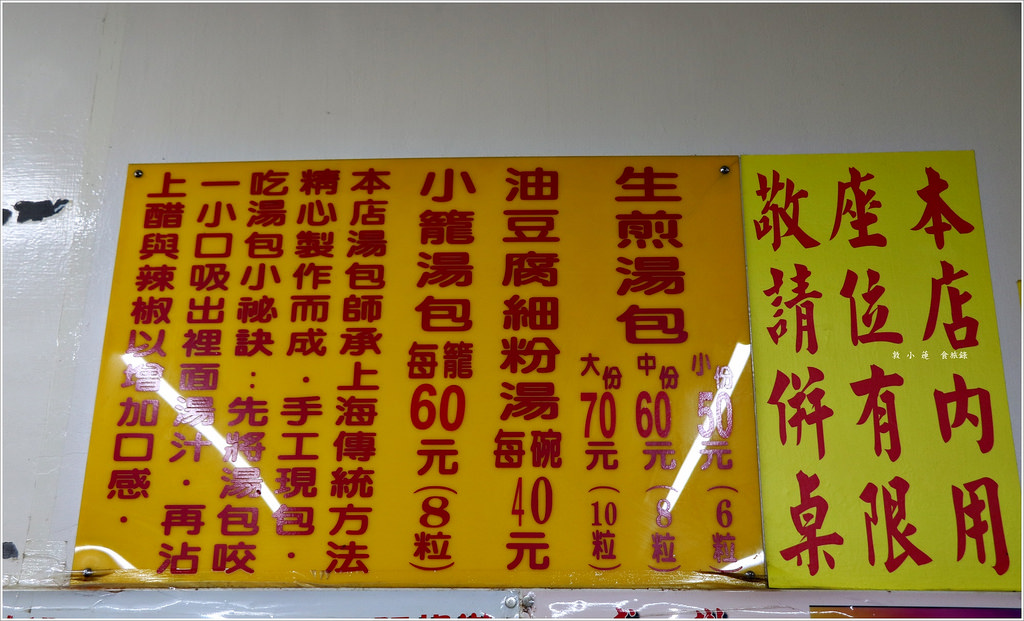 本店內用
座位有限
敬請併桌
生煎湯包
小份50元(6粒)
中份60元(8粒)
大份70元(10粒)
油豆腐細粉湯每碗40元
小籠湯包每籠60元(8粒)
本店湯包師承上海傳統方法
精心製作而成.手工現包.
吃湯包小祕訣:先將湯包咬
一小口吸出裡面湯汁.再沾
上醋與辣椒以增加口感.
敦小蓮 食旅錄